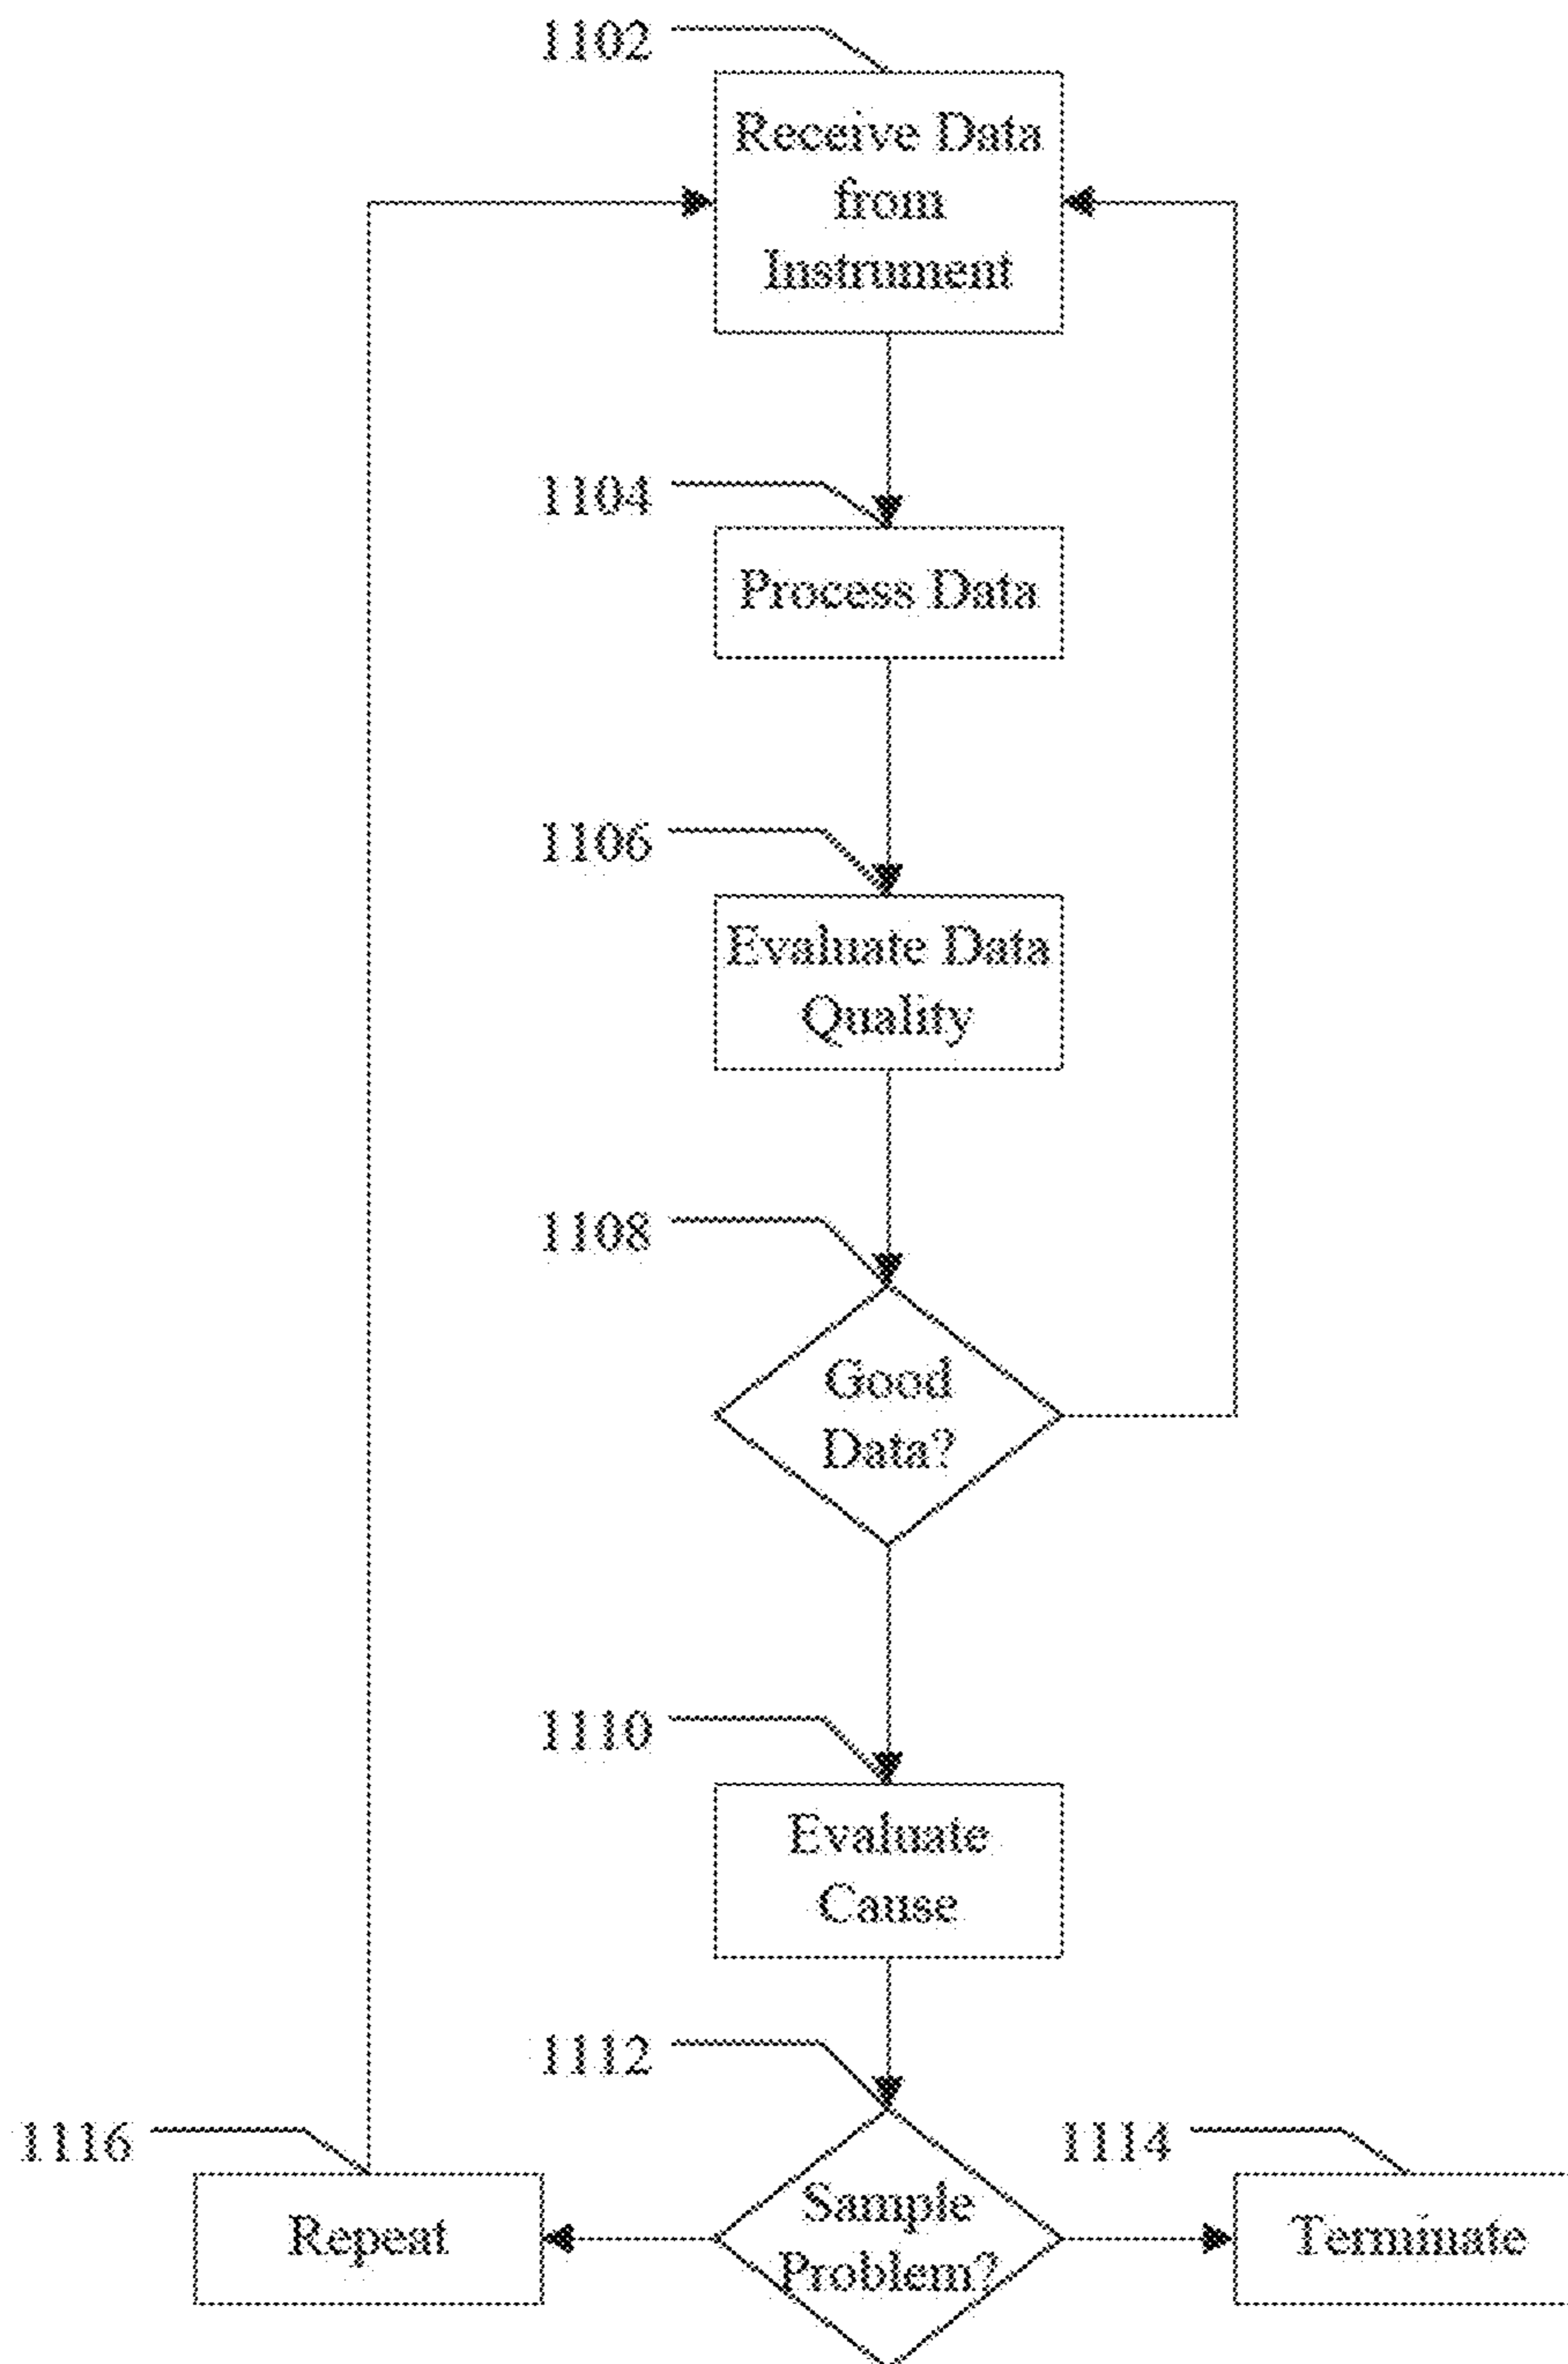 1102
Receive Data
from
Instrument
1104
Process Data
1106
Evaluate Data
Quality
1108
Good
Data?
1110
Evaluate
Cause
1112
Sample
Problem?
1116
Repeat
1114
Terminate